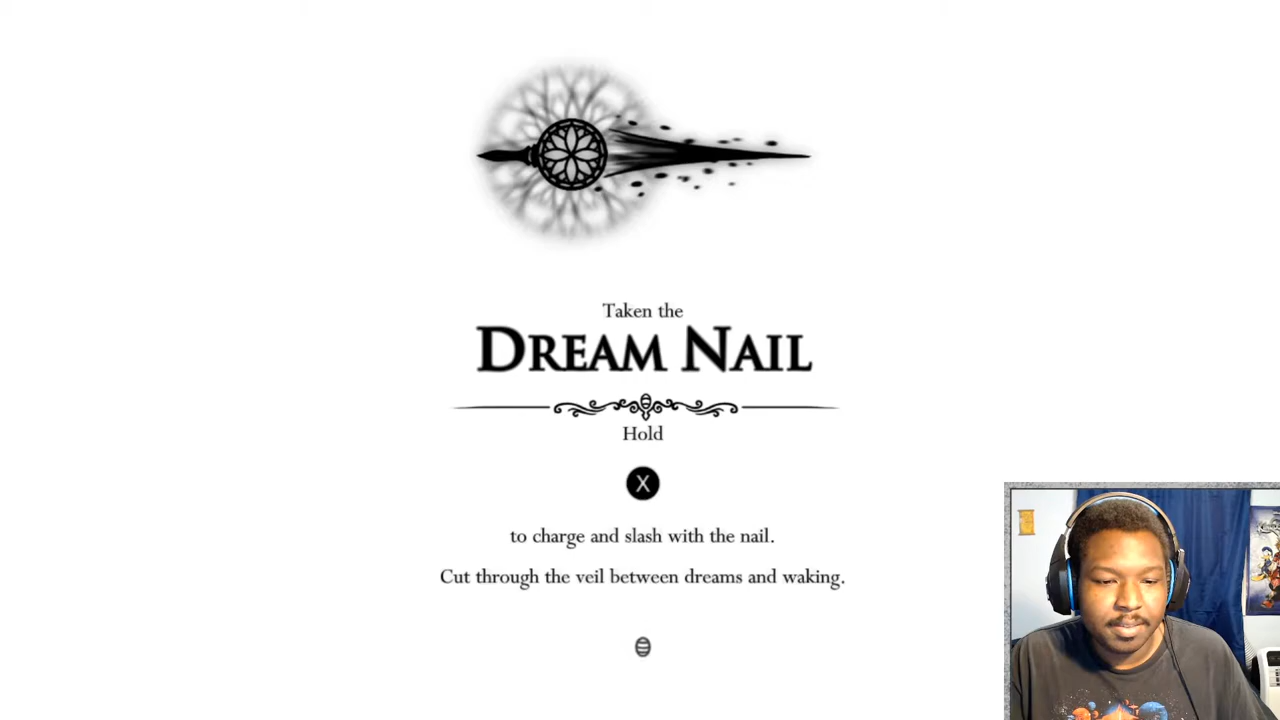 Taken the
DREAM NAIL
Hold
X
to charge and slash with the nail.
Cut through the veil between dreams and waking.